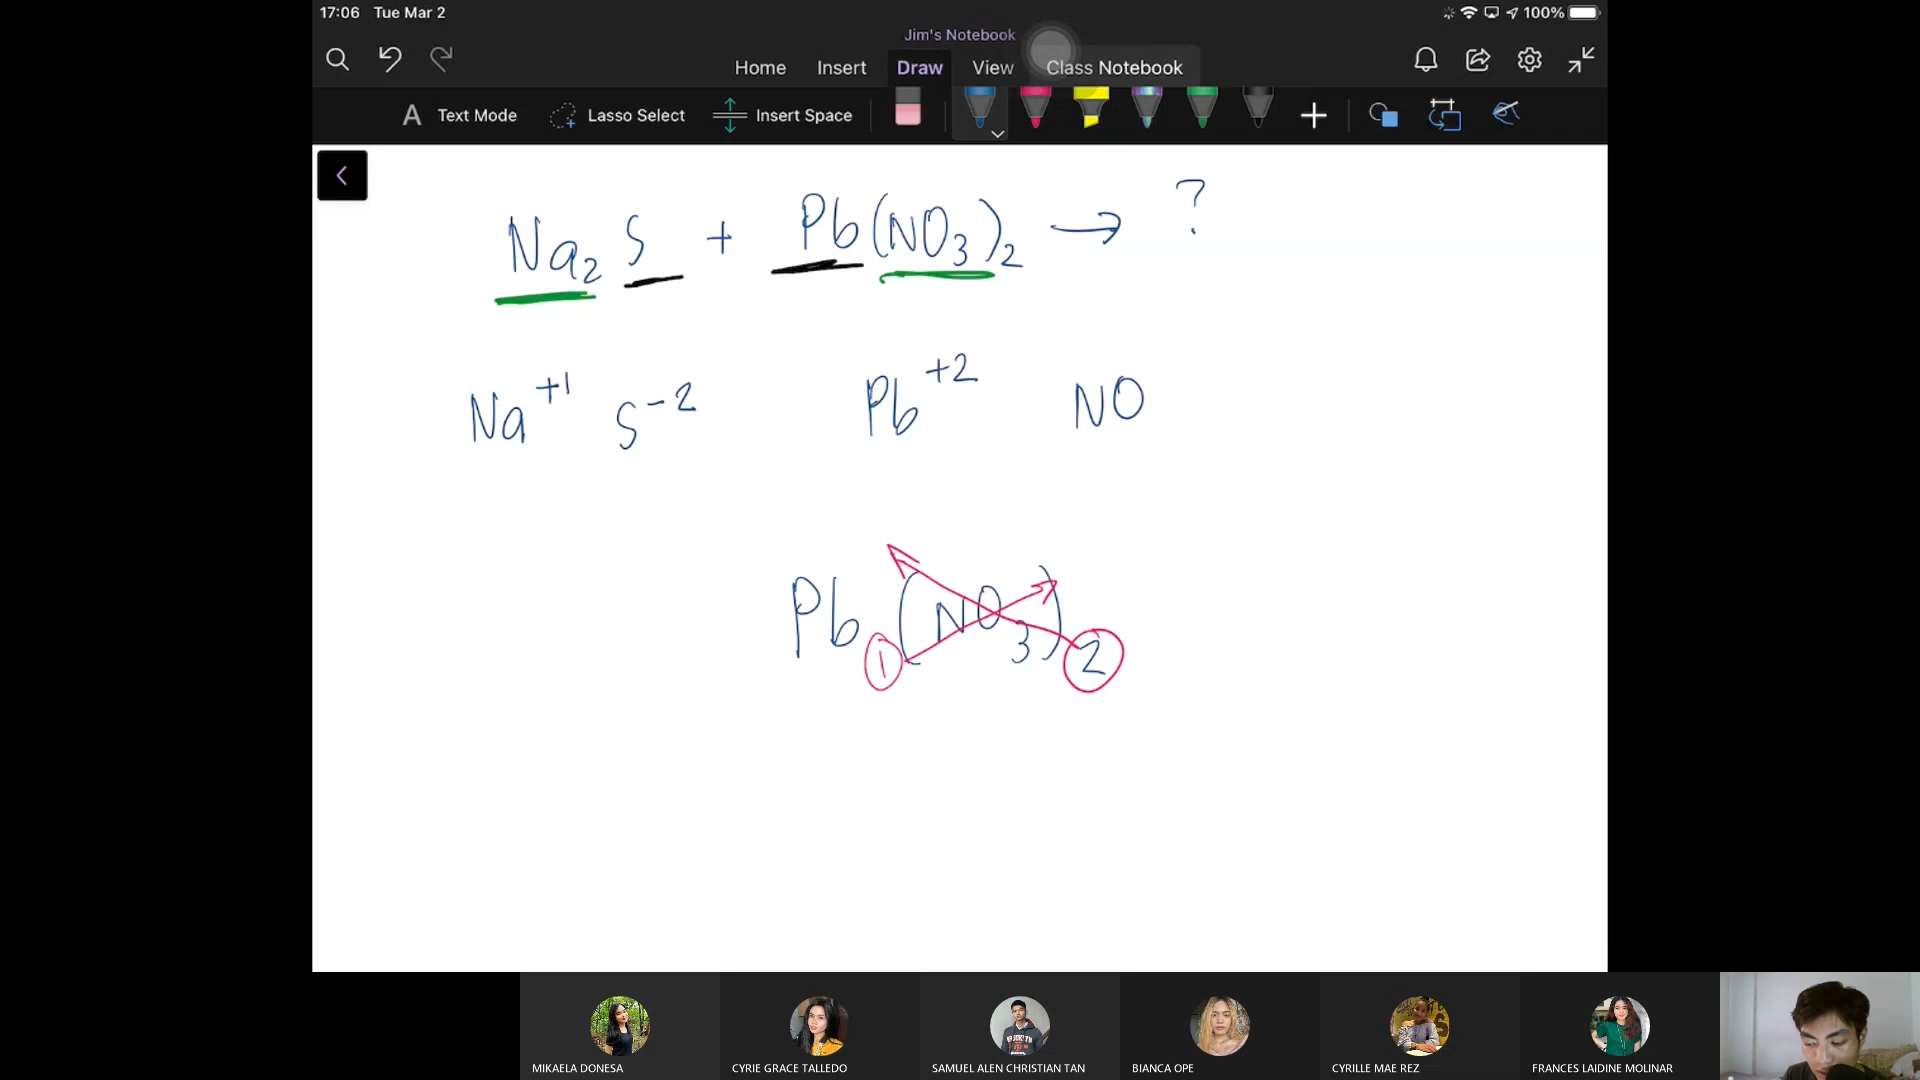 17:06 Tue Mar 2 100%
Jim's Notebook
Home Insert Draw View Class Notebook
A Text Mode Lasso Select Insert Space
Na₂S + Pb(NO₃)₂ → ?
Na⁺¹ S⁻² Pb⁺² NO
Pb₁(NO₃)₂
MIKAELA DONESA CYRIE GRACE TALLEDO SAMUEL ALEN CHRISTIAN TAN BIANCA OPE CYRILLE MAE REZ FRANCES LAIDINE MOLINAR